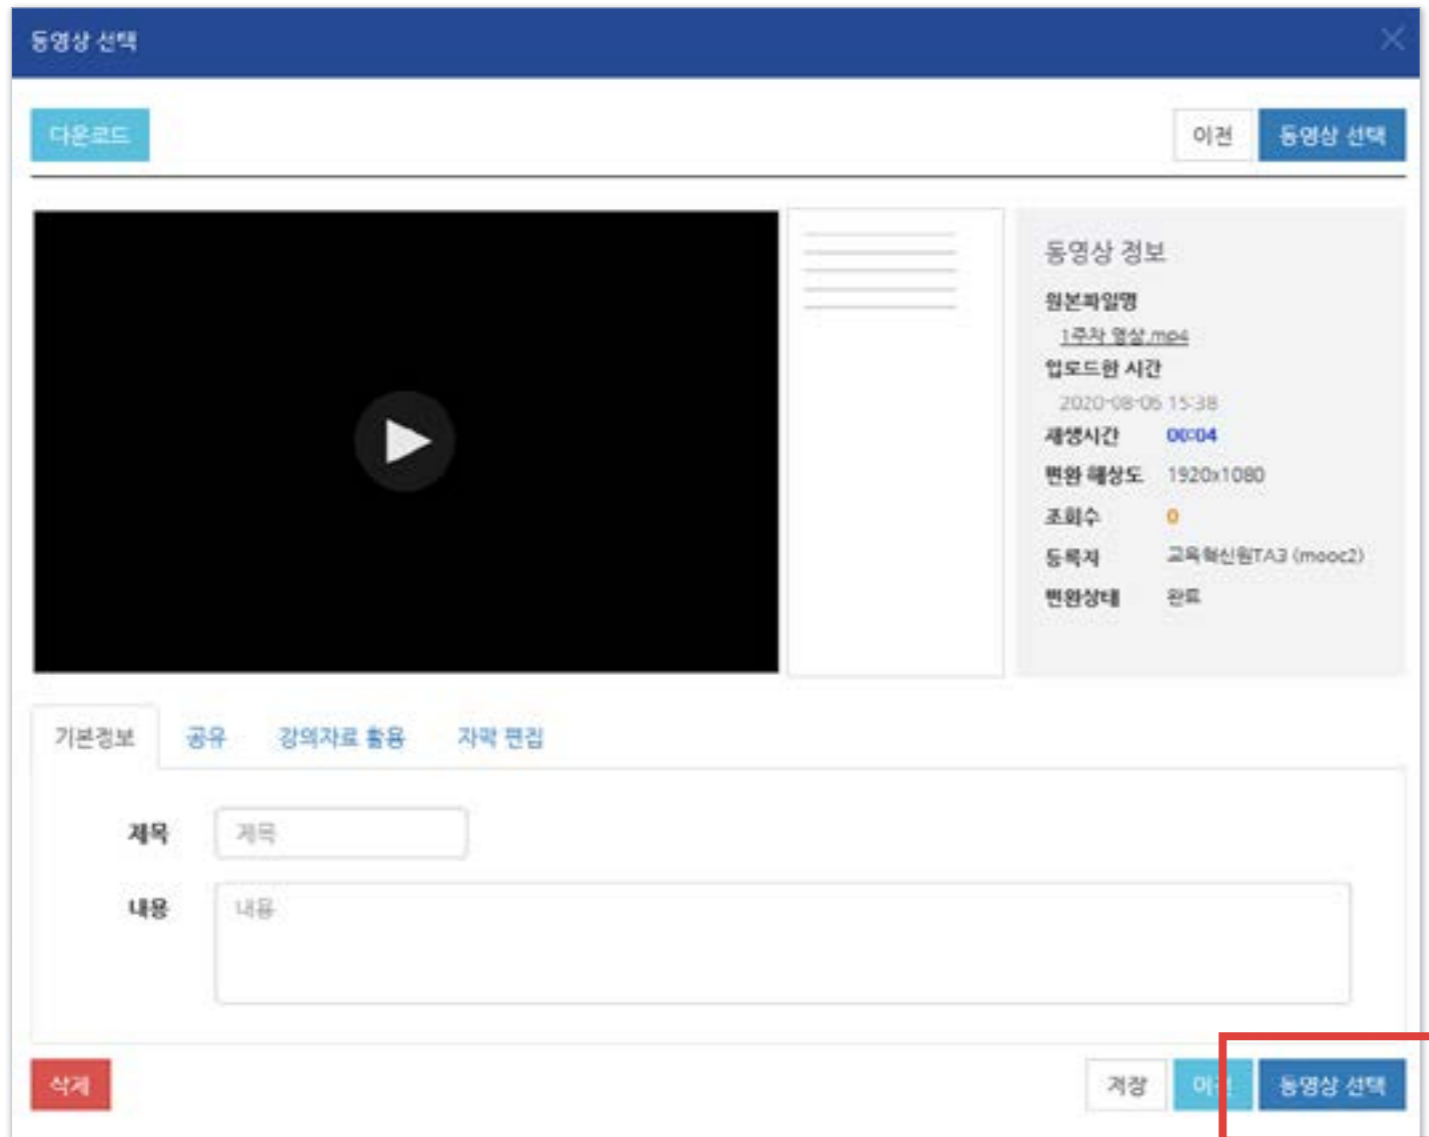 동영상 선택
다운로드
이전
동영상 선택
동영상 정보
원본파일명
1주차 영상.mp4
업로드한 시간
2020-08-06 15:38
재생시간 00:04
변환 해상도 1920x1080
조회수 0
등록자 교육혁신원TA3 (mooc2)
변환상태 완료
기본정보 공유 강의자료 활용 자막 편집
제목 제목
내용 내용
삭제
저장
이전
동영상 선택